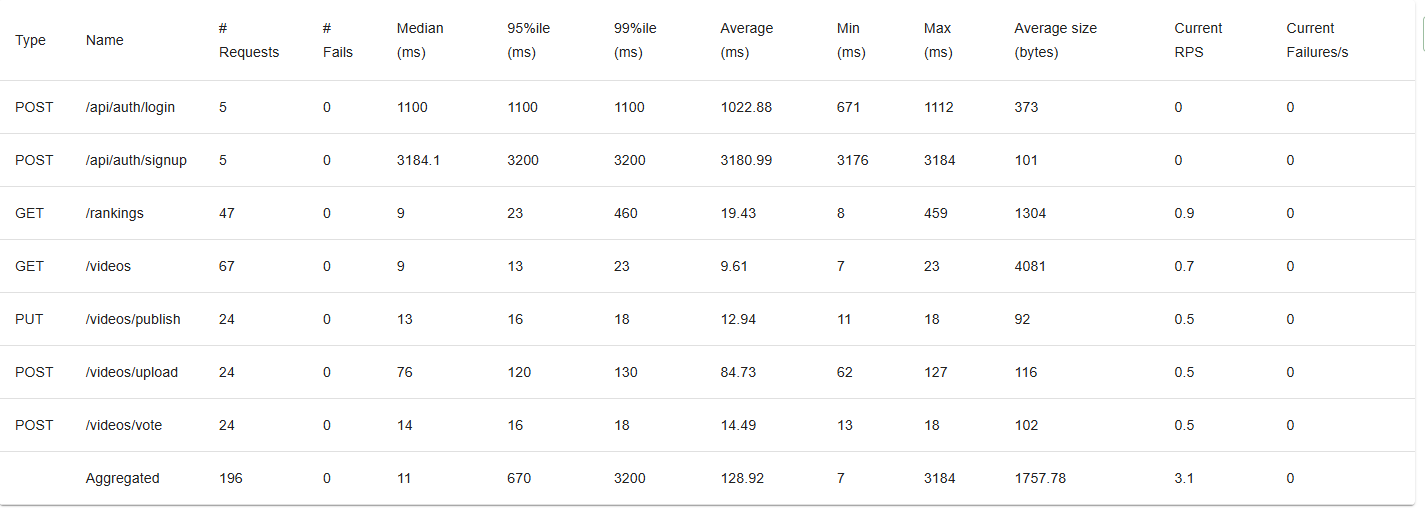 Type Name # Requests # Fails Median (ms) 95%ile (ms) 99%ile (ms) Average (ms) Min (ms) Max (ms) Average size (bytes) Current RPS Current Failures/s
POST /api/auth/login 5 0 1100 1100 1100 1022.88 671 1112 373 0 0
POST /api/auth/signup 5 0 3184.1 3200 3200 3180.99 3176 3184 101 0 0
GET /rankings 47 0 9 23 460 19.43 8 459 1304 0.9 0
GET /videos 67 0 9 13 23 9.61 7 23 4081 0.7 0
PUT /videos/publish 24 0 13 16 18 12.94 11 18 92 0.5 0
POST /videos/upload 24 0 76 120 130 84.73 62 127 116 0.5 0
POST /videos/vote 24 0 14 16 18 14.49 13 18 102 0.5 0
Aggregated 196 0 11 670 3200 128.92 7 3184 1757.78 3.1 0